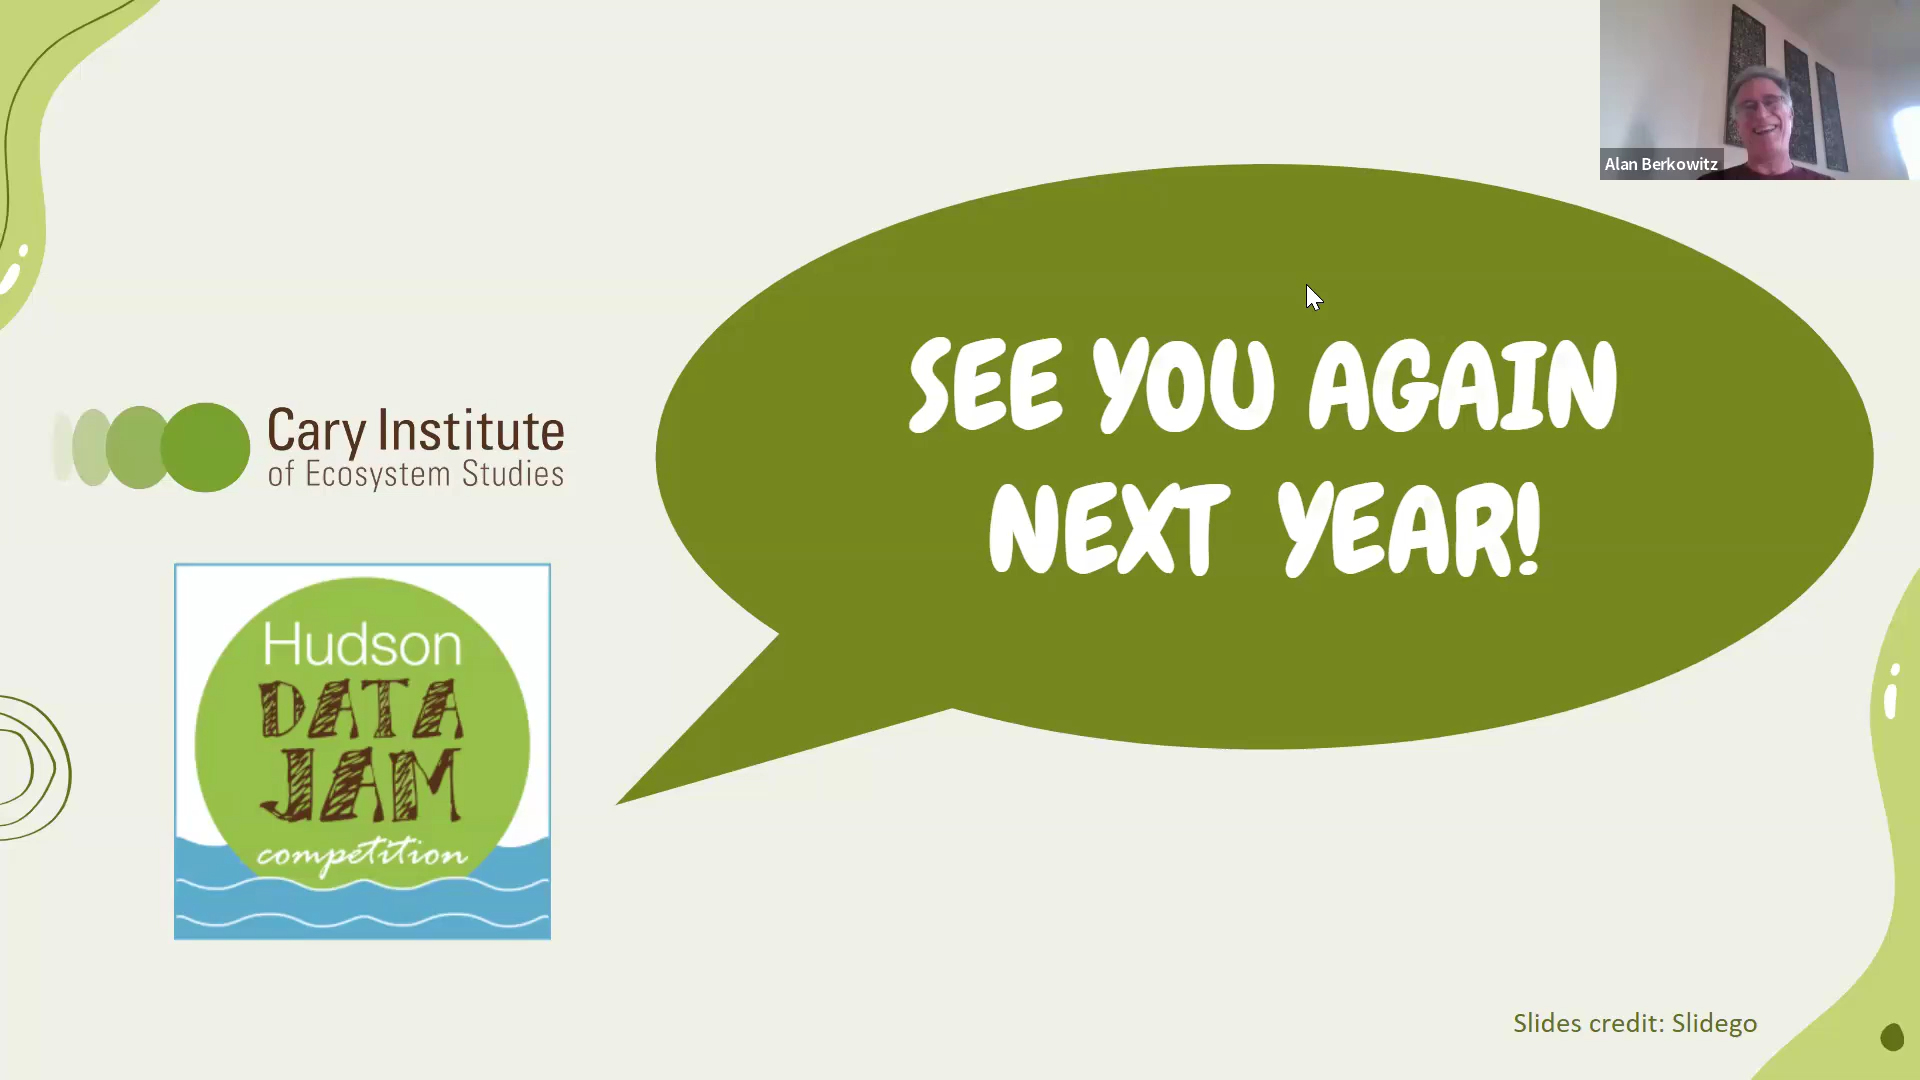 Alan Berkowitz
SEE YOU AGAIN
NEXT YEAR!
Cary Institute
of Ecosystem Studies
Hudson
DATA
JAM
competition
Slides credit: Slidego